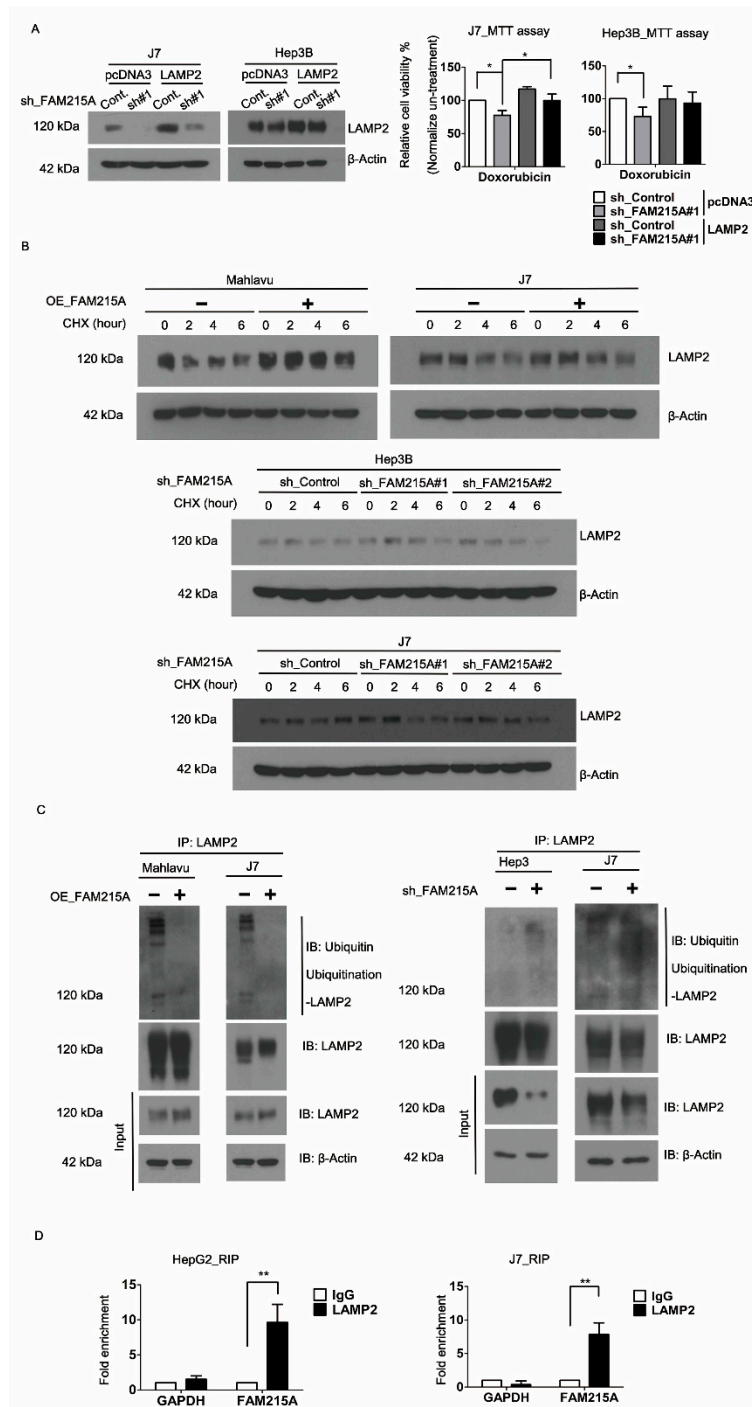 A
J7
Hep3B
pcDNA3 LAMP2 pcDNA3 LAMP2
sh_FAM215A Cont. sh#1 Cont. sh#1 Cont. sh#1 Cont. sh#1
120 kDa LAMP2
42 kDa β-Actin
J7_MTT assay
Relative cell viability %
(Normalize un-treatment)
150
100
50
0
* *
Doxorubicin
Hep3B_MTT assay
150
100
50
0
*
Doxorubicin
sh_Control
sh_FAM215A#1
pcDNA3
sh_Control
sh_FAM215A#1
LAMP2
B
Mahlavu
OE_FAM215A − +
CHX (hour) 0 2 4 6 0 2 4 6
120 kDa
42 kDa
J7
− +
0 2 4 6 0 2 4 6
LAMP2
β-Actin
Hep3B
sh_FAM215A sh_Control sh_FAM215A#1 sh_FAM215A#2
CHX (hour) 0 2 4 6 0 2 4 6 0 2 4 6
120 kDa LAMP2
42 kDa β-Actin
J7
sh_FAM215A sh_Control sh_FAM215A#1 sh_FAM215A#2
CHX (hour) 0 2 4 6 0 2 4 6 0 2 4 6
120 kDa LAMP2
42 kDa β-Actin
C
IP: LAMP2
Mahlavu J7
OE_FAM215A − + − +
IB: Ubiquitin
Ubiquitination
120 kDa -LAMP2
120 kDa IB: LAMP2
Input
120 kDa IB: LAMP2
42 kDa IB: β-Actin
IP: LAMP2
Hep3 J7
sh_FAM215A − + − +
IB: Ubiquitin
Ubiquitination
120 kDa -LAMP2
120 kDa IB: LAMP2
Input
120 kDa IB: LAMP2
42 kDa IB: β-Actin
D
HepG2_RIP
Fold enrichment
15
10
5
0
**
IgG
LAMP2
GAPDH FAM215A
J7_RIP
Fold enrichment
15
10
5
0
**
IgG
LAMP2
GAPDH FAM215A